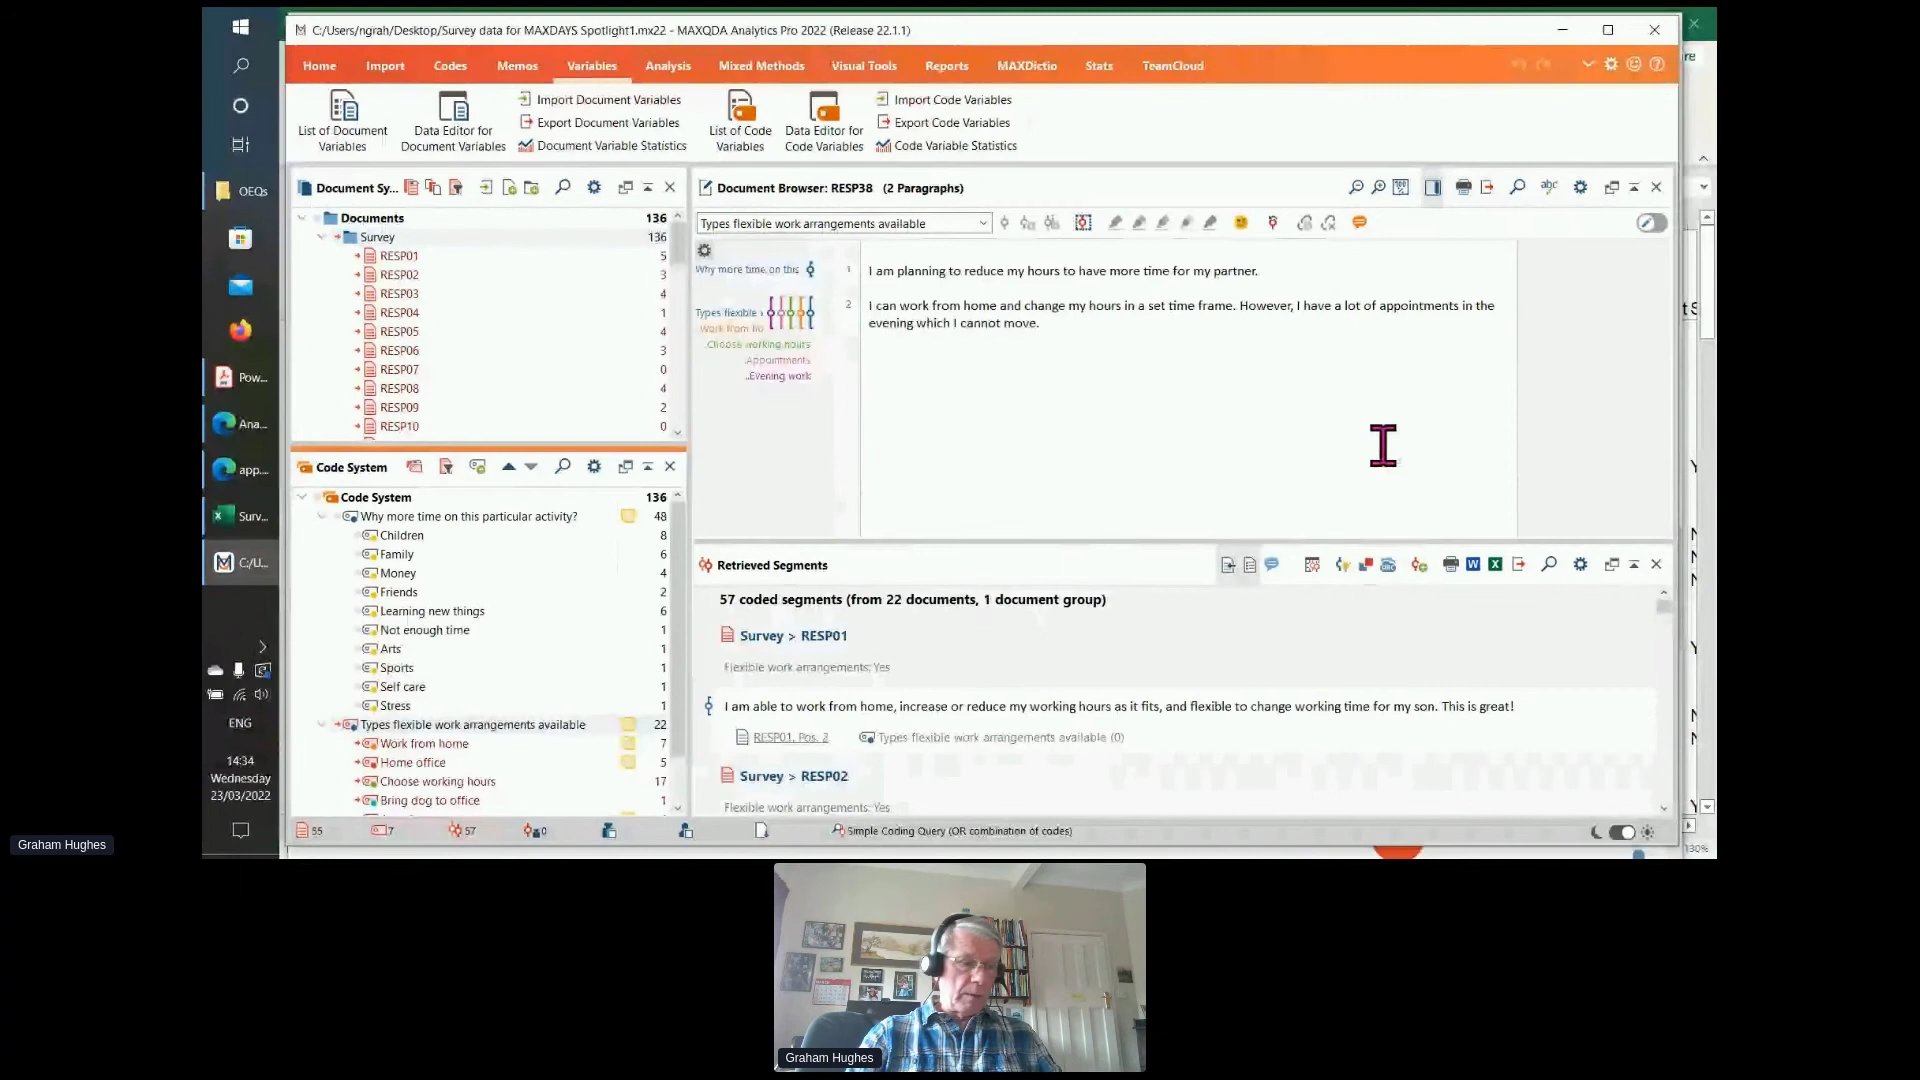 C:/Users/ngrah/Desktop/Survey data for MAXDAYS Spotlight1.mx22 - MAXQDA Analytics Pro 2022 (Release 22.1.1)
Home Import Codes Memos Variables Analysis Mixed Methods Visual Tools Reports MAXDictio Stats TeamCloud
List of Document Variables
Data Editor for Document Variables
Import Document Variables
Export Document Variables
Document Variable Statistics
List of Code Variables
Data Editor for Code Variables
Import Code Variables
Export Code Variables
Code Variable Statistics
OEQs
Pow...
Ana...
app....
Surv...
C:/U...
ENG
14:34
Wednesday
23/03/2022
Document Sy...
Documents 136
Survey 136
RESP01 5
RESP02 3
RESP03 4
RESP04 1
RESP05 4
RESP06 3
RESP07 0
RESP08 4
RESP09 2
RESP10 0
Code System
Code System 136
Why more time on this particular activity? 48
Children 8
Family 6
Money 4
Friends 2
Learning new things 6
Not enough time 1
Arts 1
Sports 1
Self care 1
Stress 1
Types flexible work arrangements available 22
Work from home 7
Home office 5
Choose working hours 17
Bring dog to office 1
Document Browser: RESP38 (2 Paragraphs)
Types flexible work arrangements available
Why more time on this
1 I am planning to reduce my hours to have more time for my partner.
Types flexible
Work from ho
..Choose working hours
..Appointments
..Evening work
2 I can work from home and change my hours in a set time frame. However, I have a lot of appointments in the
evening which I cannot move.
Retrieved Segments
57 coded segments (from 22 documents, 1 document group)
Survey > RESP01
Flexible work arrangements: Yes
I am able to work from home, increase or reduce my working hours as it fits, and flexible to change working time for my son. This is great!
RESP01, Pos. 2 Types flexible work arrangements available (0)
Survey > RESP02
Flexible work arrangements: Yes
55 7 57 0 Simple Coding Query (OR combination of codes)
130%
Graham Hughes
Graham Hughes